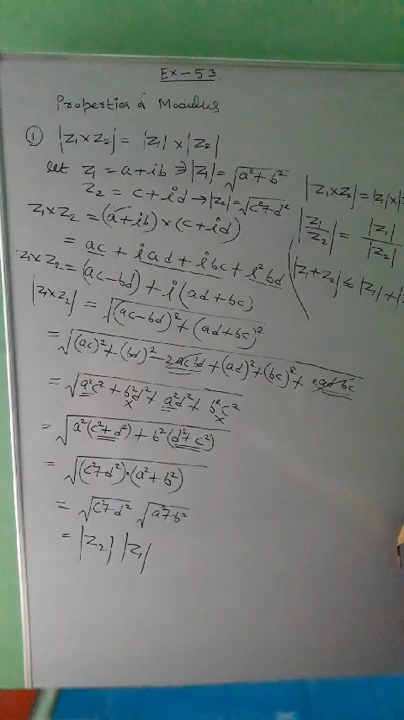 Ex-5.3
Properties of Modulus
① |Z₁×Z₂| = |Z₁| × |Z₂|
let Z₁ = a+ib ⇒ |Z₁| = √(a²+b²)
Z₂ = c+id → |Z₂| = √(c²+d²)
Z₁×Z₂ = (a+ib)×(c+id)
= ac + iad + ibc + i²bd
Z₁×Z₂ = (ac-bd) + i(ad+bc)
|Z₁×Z₂| = √((ac-bd)² + (ad+bc)²)
= √((ac)² + (bd)² - 2acbd + (ad)² + (bc)² + 2adbc)
= √(a²c² + b²d² + a²d² + b²c²)
= √(a²(c²+d²) + b²(d²+c²))
= √((c²+d²)·(a²+b²))
= √(c²+d²) √(a²+b²)
= |Z₂| |Z₁|
|Z₁×Z₂| = |Z₁|×|
|Z₁/Z₂| = |Z₁|/|Z₂|
|Z₁+Z₂| ≤ |Z₁|+|